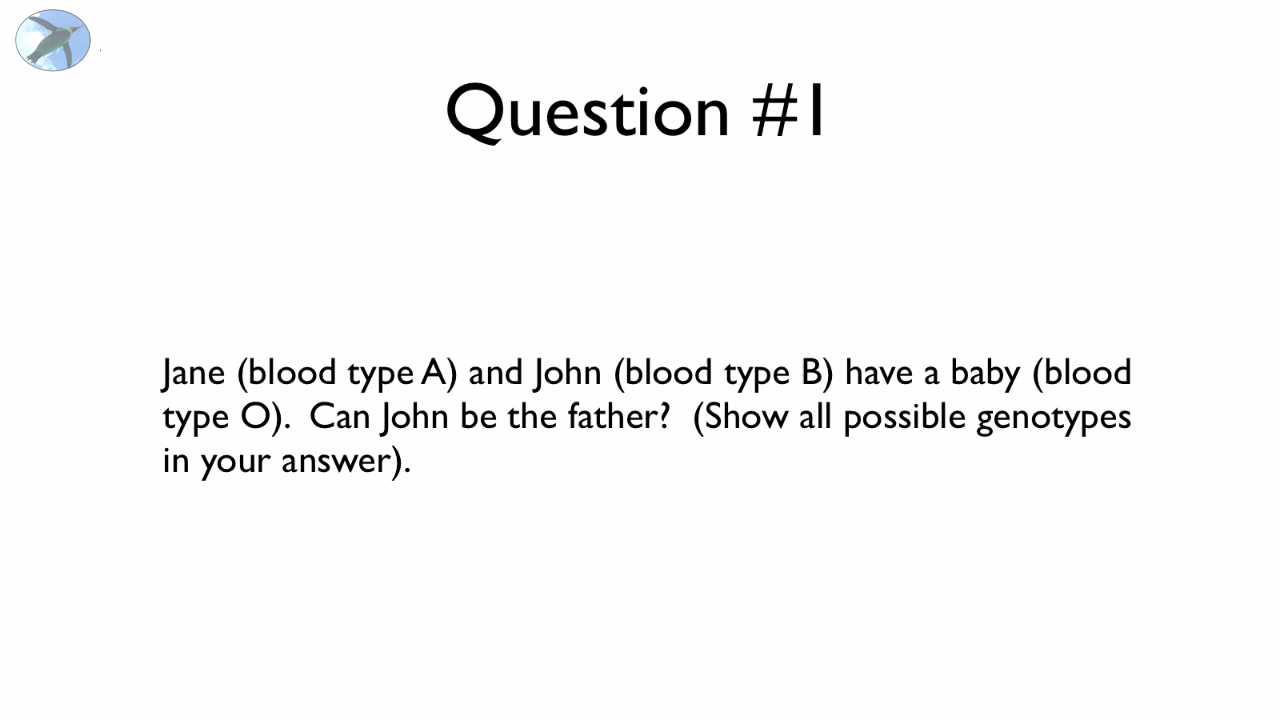 Question #1
Jane (blood type A) and John (blood type B) have a baby (blood
type O).  Can John be the father?  (Show all possible genotypes
in your answer).